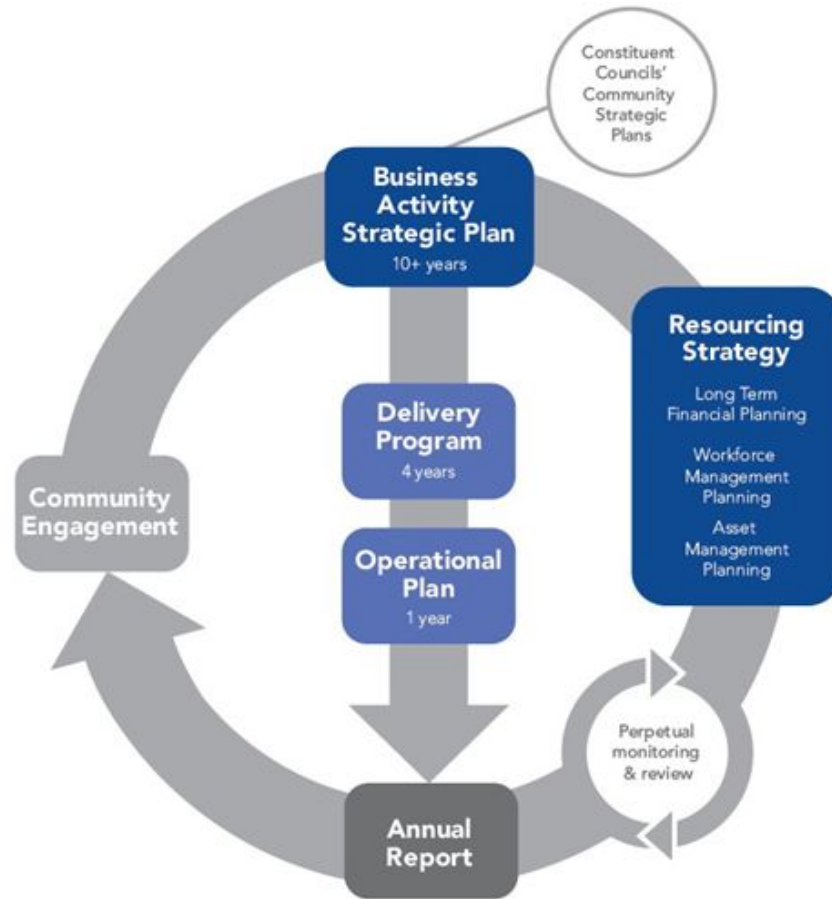 Constituent
Councils'
Community
Strategic
Plans
Business
Activity
Strategic Plan
10+ years
Resourcing
Strategy
Long Term
Financial Planning
Workforce
Management
Planning
Asset
Management
Planning
Delivery
Program
4 years
Community
Engagement
Operational
Plan
1 year
Perpetual
monitoring
& review
Annual
Report